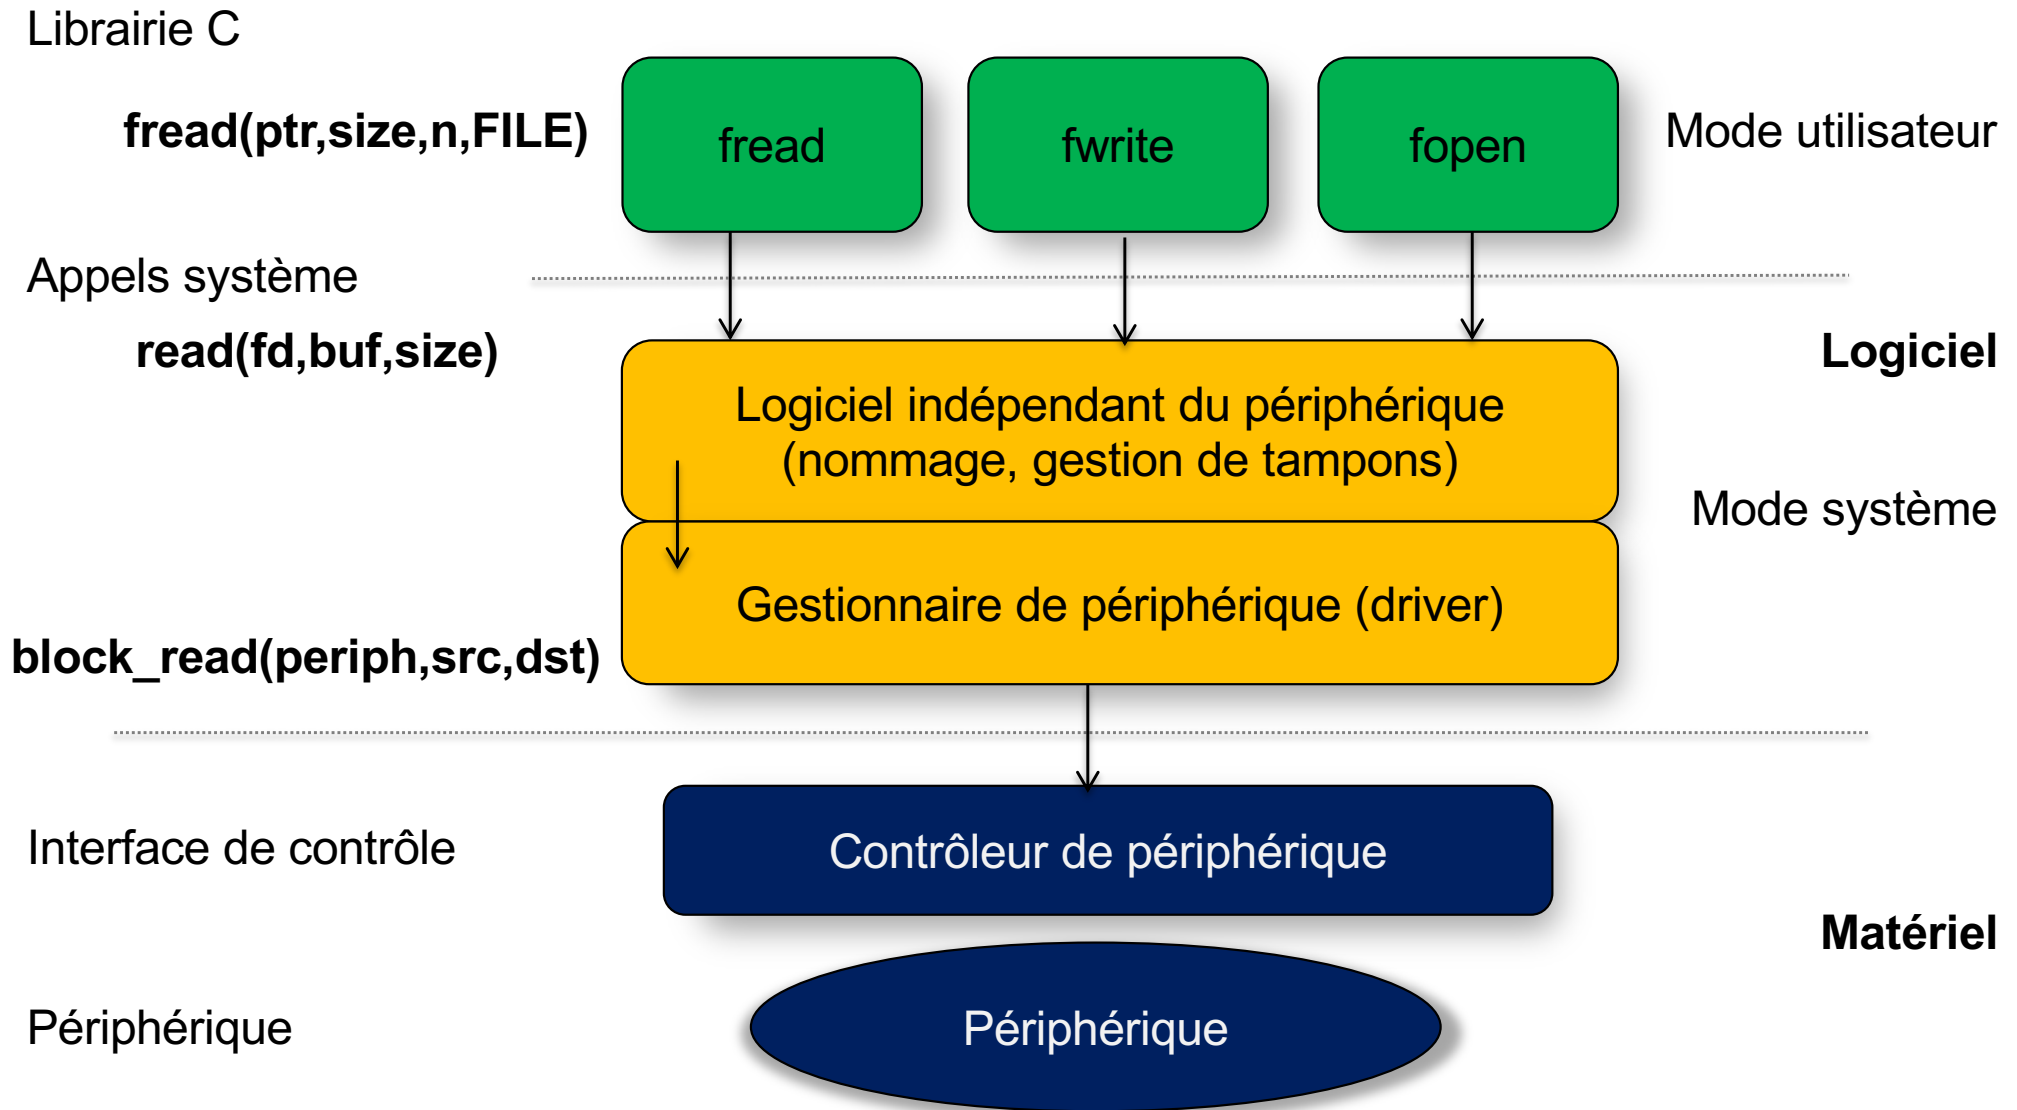 Librairie C
fread(ptr,size,n,FILE)
fread
fwrite
fopen
Mode utilisateur
Appels système
read(fd,buf,size)
Logiciel
Logiciel indépendant du périphérique
(nommage, gestion de tampons)
Mode système
Gestionnaire de périphérique (driver)
block_read(periph,src,dst)
Interface de contrôle
Contrôleur de périphérique
Matériel
Périphérique
Périphérique